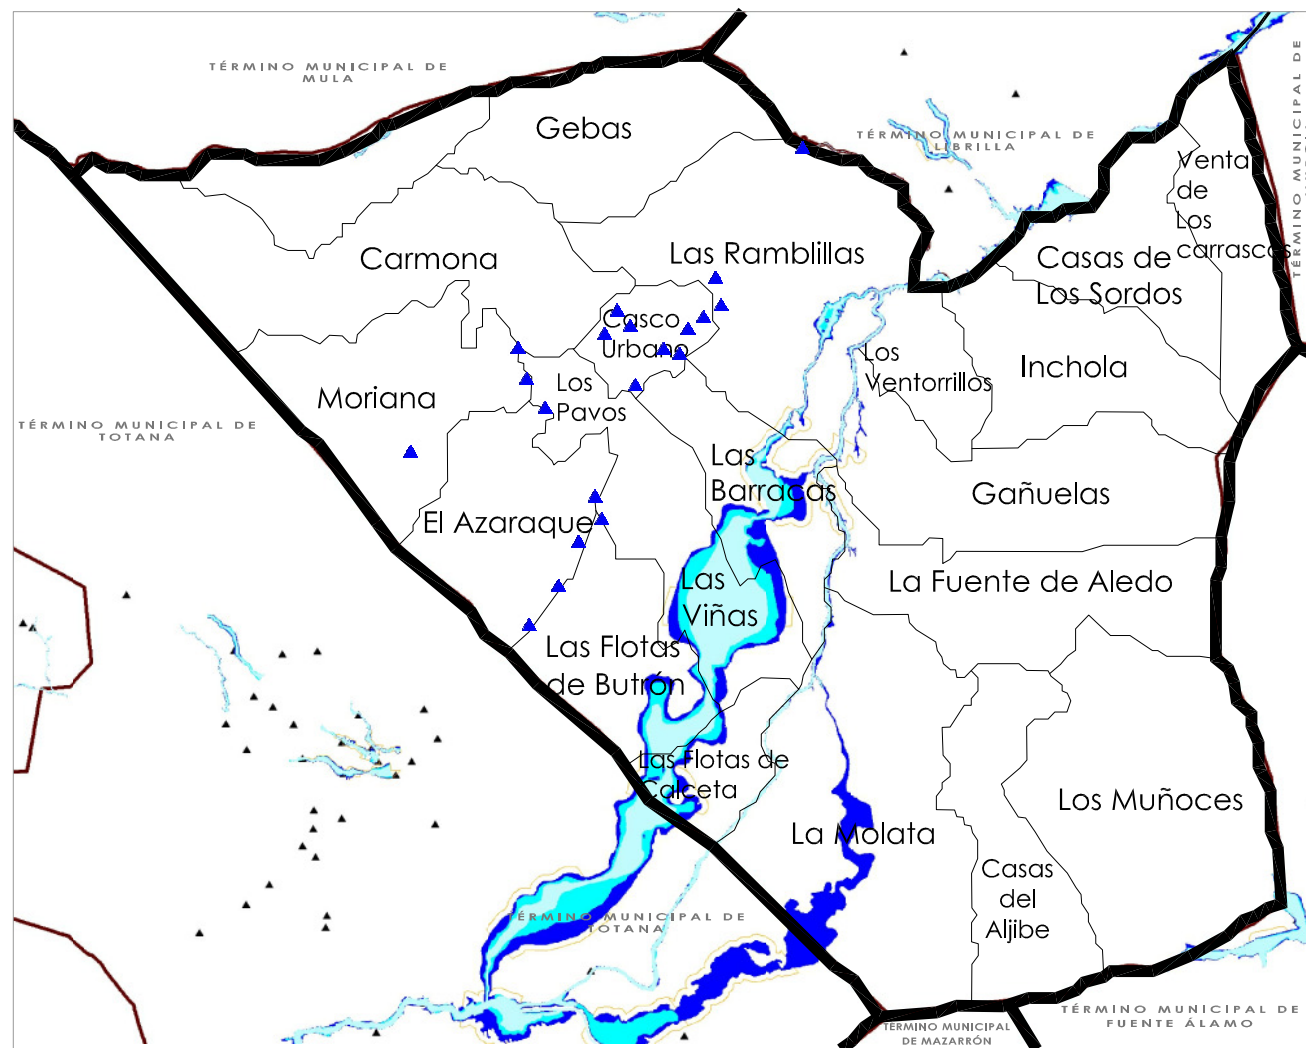 TÉRMINO MUNICIPAL DE
MULA
Gebas
TÉRMINO MUNICIPAL DE
LIBRILLA
TÉRMINO MUNICIPAL DE
Venta
de
Los
carrascos
Carmona
Las Ramblillas
Casas de
Los Sordos
Casco
Urbano
Los
Ventorrillos
Inchola
Moriana
Los
Pavos
TÉRMINO MUNICIPAL DE
TOTANA
Las
Barracas
Gañuelas
El Azaraque
Las
Viñas
La Fuente de Aledo
Las Flotas
de Butrón
Las Flotas de
Calceta
La Molata
Los Muñoces
Casas
del
Aljibe
TÉRMINO MUNICIPAL DE
TOTANA
TÉRMINO MUNICIPAL
DE MAZARRÓN
TÉRMINO MUNICIPAL DE
FUENTE ÁLAMO